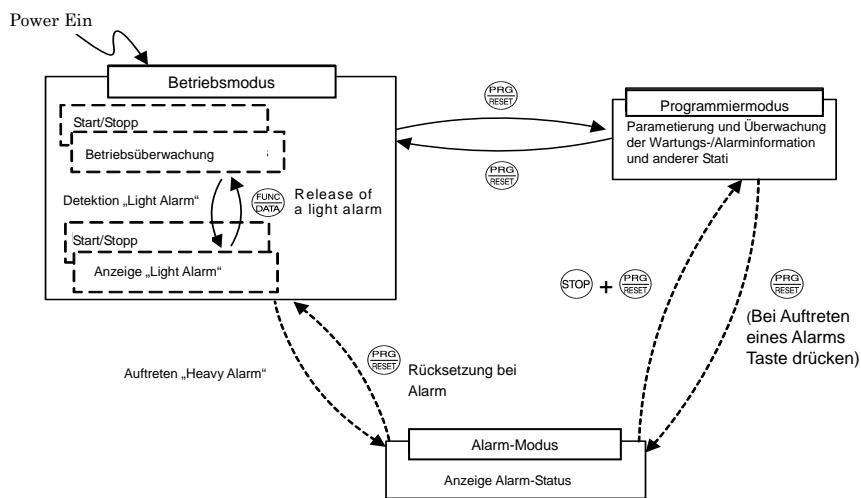 Power Ein
Betriebsmodus
Start/Stopp
Betriebsüberwachung
Detektion „Light Alarm“
FUNC
DATA
Release of
a light alarm
Start/Stopp
Anzeige „Light Alarm“
PRG
RESET
PRG
RESET
Programmiermodus
Parametierung und Überwachung
der Wartungs-/Alarminformation
und anderer Stati
STOP + PRG
RESET
PRG
RESET
(Bei Auftreten
eines Alarms
Taste drücken)
Auftreten „Heavy Alarm“
PRG
RESET
Rücksetzung bei
Alarm
Alarm-Modus
Anzeige Alarm-Status